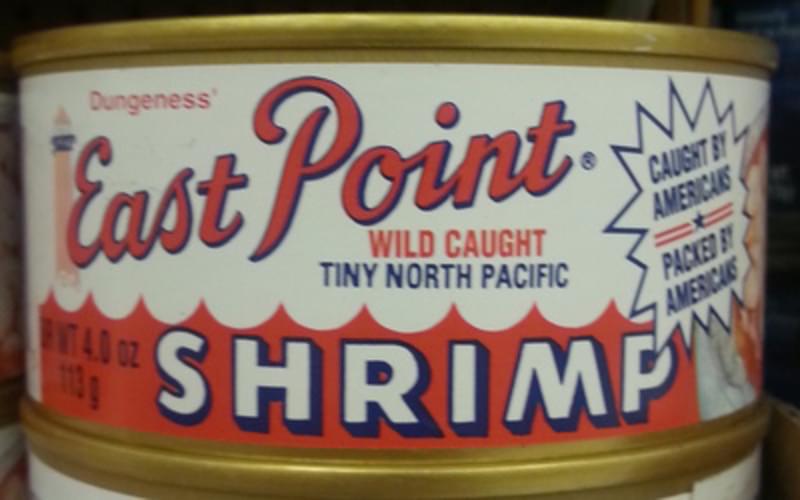 Dungeness'
East Point®
WILD CAUGHT
TINY NORTH PACIFIC
CAUGHT BY
AMERICANS
PACKED BY
AMERICANS
WT 4.0 oz
113 g
SHRIMP